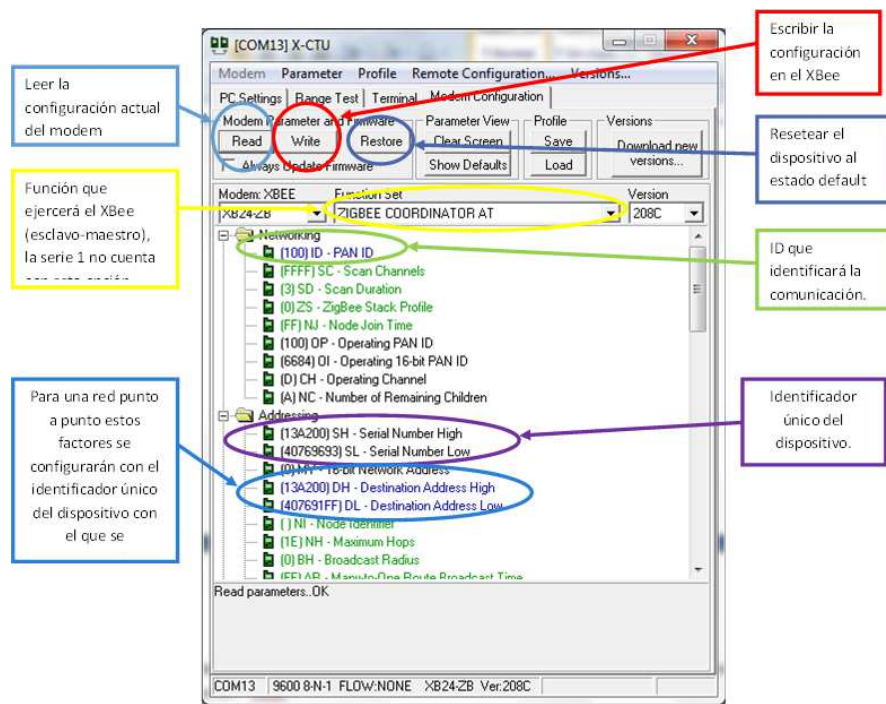 Escribir la
configuración
en el XBee
Leer la
configuración actual
del modem
[COM13] X-CTU
Modem Parameter Profile Remote Configuration... Versions...
PC Settings Range Test Terminal Modem Configuration
Modem Parameter and Firmware Parameter View Profile Versions
Read Write Restore Clear Screen Save Download new
versions...
Always Update Firmware Show Defaults Load
Resetear el
dispositivo al
estado default
Función que
ejercerá el XBee
(esclavo-maestro),
la serie 1 no cuenta
Modem: XBEE Function Set Version
XB24-ZB ZIGBEE COORDINATOR AT 208C
Networking
(100) ID - PAN ID
(FFFF) SC - Scan Channels
(3) SD - Scan Duration
(0) ZS - ZigBee Stack Profile
(FF) NJ - Node Join Time
(100) OP - Operating PAN ID
(6684) OI - Operating 16-bit PAN ID
(D) CH - Operating Channel
(A) NC - Number of Remaining Children
ID que
identificará la
comunicación.
Addressing
(13A200) SH - Serial Number High
(40769693) SL - Serial Number Low
(0) MY - 16-bit Network Address
(13A200) DH - Destination Address High
(407691FF) DL - Destination Address Low
( ) NI - Node Identifier
(1E) NH - Maximum Hops
(0) BH - Broadcast Radius
(FF) AR - Many-to-One Route Broadcast Time
Para una red punto
a punto estos
factores se
configurarán con el
identificador único
del dispositivo con
el que se
Identificador
único del
dispositivo.
Read parameters..OK
COM13 9600 8-N-1 FLOW:NONE XB24-ZB Ver:208C